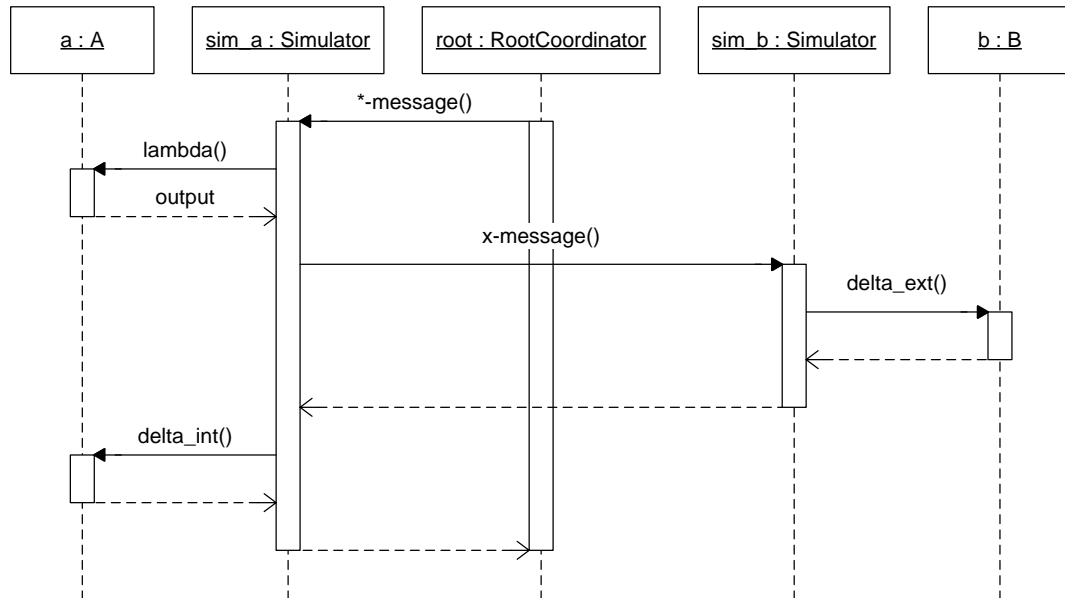 a : A
sim_a : Simulator
root : RootCoordinator
sim_b : Simulator
b : B
*-message()
lambda()
output
x-message()
delta_ext()
delta_int()